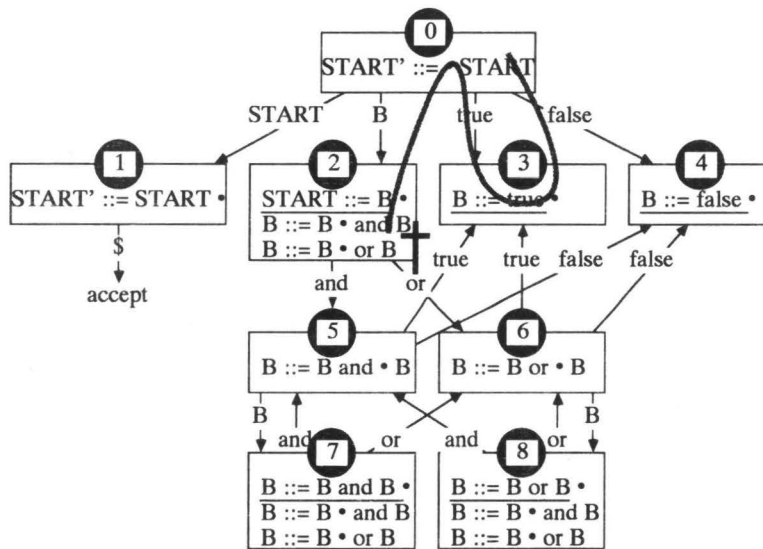 0
START' ::= • START
START
B
true
false
1
2
3
4
START' ::= START •
START ::= B •
B ::= B • and B
B ::= B • or B
B ::= true •
B ::= false •
$
accept
and
or
true
true
false
false
5
6
B ::= B and • B
B ::= B or • B
B
and
or
and
or
B
7
8
B ::= B and B •
B ::= B • and B
B ::= B • or B
B ::= B or B •
B ::= B • and B
B ::= B • or B